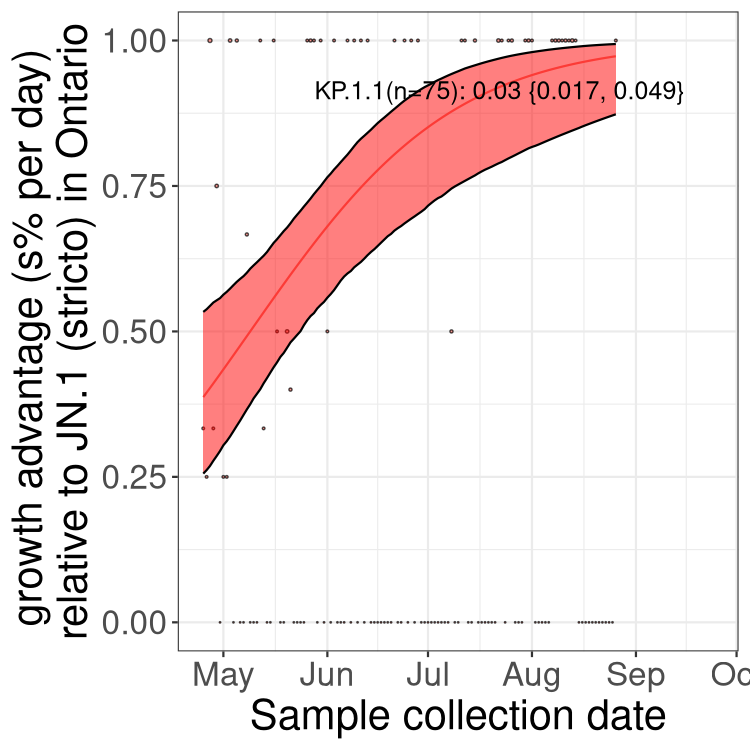 growth advantage (s% per day)
relative to JN.1 (stricto) in Ontario
1.00
0.75
0.50
0.25
0.00
KP.1.1(n=75): 0.03 {0.017, 0.049}
May Jun Jul Aug Sep Oc
Sample collection date